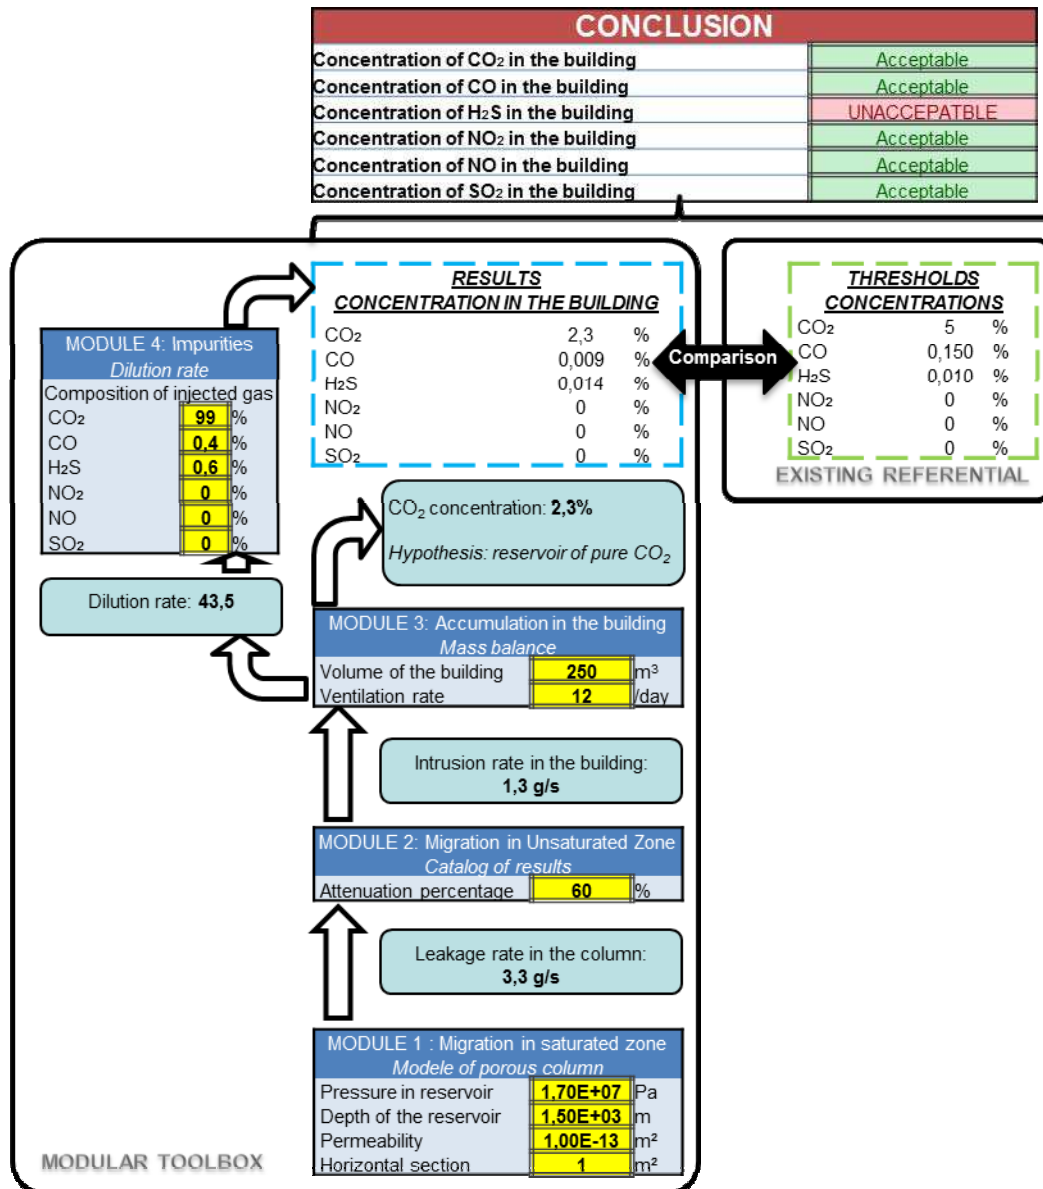 CONCLUSION
Concentration of CO₂ in the building Acceptable
Concentration of CO in the building Acceptable
Concentration of H₂S in the building UNACCEPATBLE
Concentration of NO₂ in the building Acceptable
Concentration of NO in the building Acceptable
Concentration of SO₂ in the building Acceptable
RESULTS
CONCENTRATION IN THE BUILDING
CO₂ 2,3 %
CO 0,009 %
H₂S 0,014 %
NO₂ 0 %
NO 0 %
SO₂ 0 %
Comparison
THRESHOLDS
CONCENTRATIONS
CO₂ 5 %
CO 0,150 %
H₂S 0,010 %
NO₂ 0 %
NO 0 %
SO₂ 0 %
EXISTING REFERENTIAL
MODULE 4: Impurities
Dilution rate
Composition of injected gas
CO₂ 99 %
CO 0,4 %
H₂S 0,6 %
NO₂ 0 %
NO 0 %
SO₂ 0 %
CO₂ concentration: 2,3%
Hypothesis: reservoir of pure CO₂
Dilution rate: 43,5
MODULE 3: Accumulation in the building
Mass balance
Volume of the building 250 m³
Ventilation rate 12 /day
Intrusion rate in the building:
1,3 g/s
MODULE 2: Migration in Unsaturated Zone
Catalog of results
Attenuation percentage 60 %
Leakage rate in the column:
3,3 g/s
MODULE 1 : Migration in saturated zone
Modele of porous column
Pressure in reservoir 1,70E+07 Pa
Depth of the reservoir 1,50E+03 m
Permeability 1,00E-13 m²
Horizontal section 1 m²
MODULAR TOOLBOX